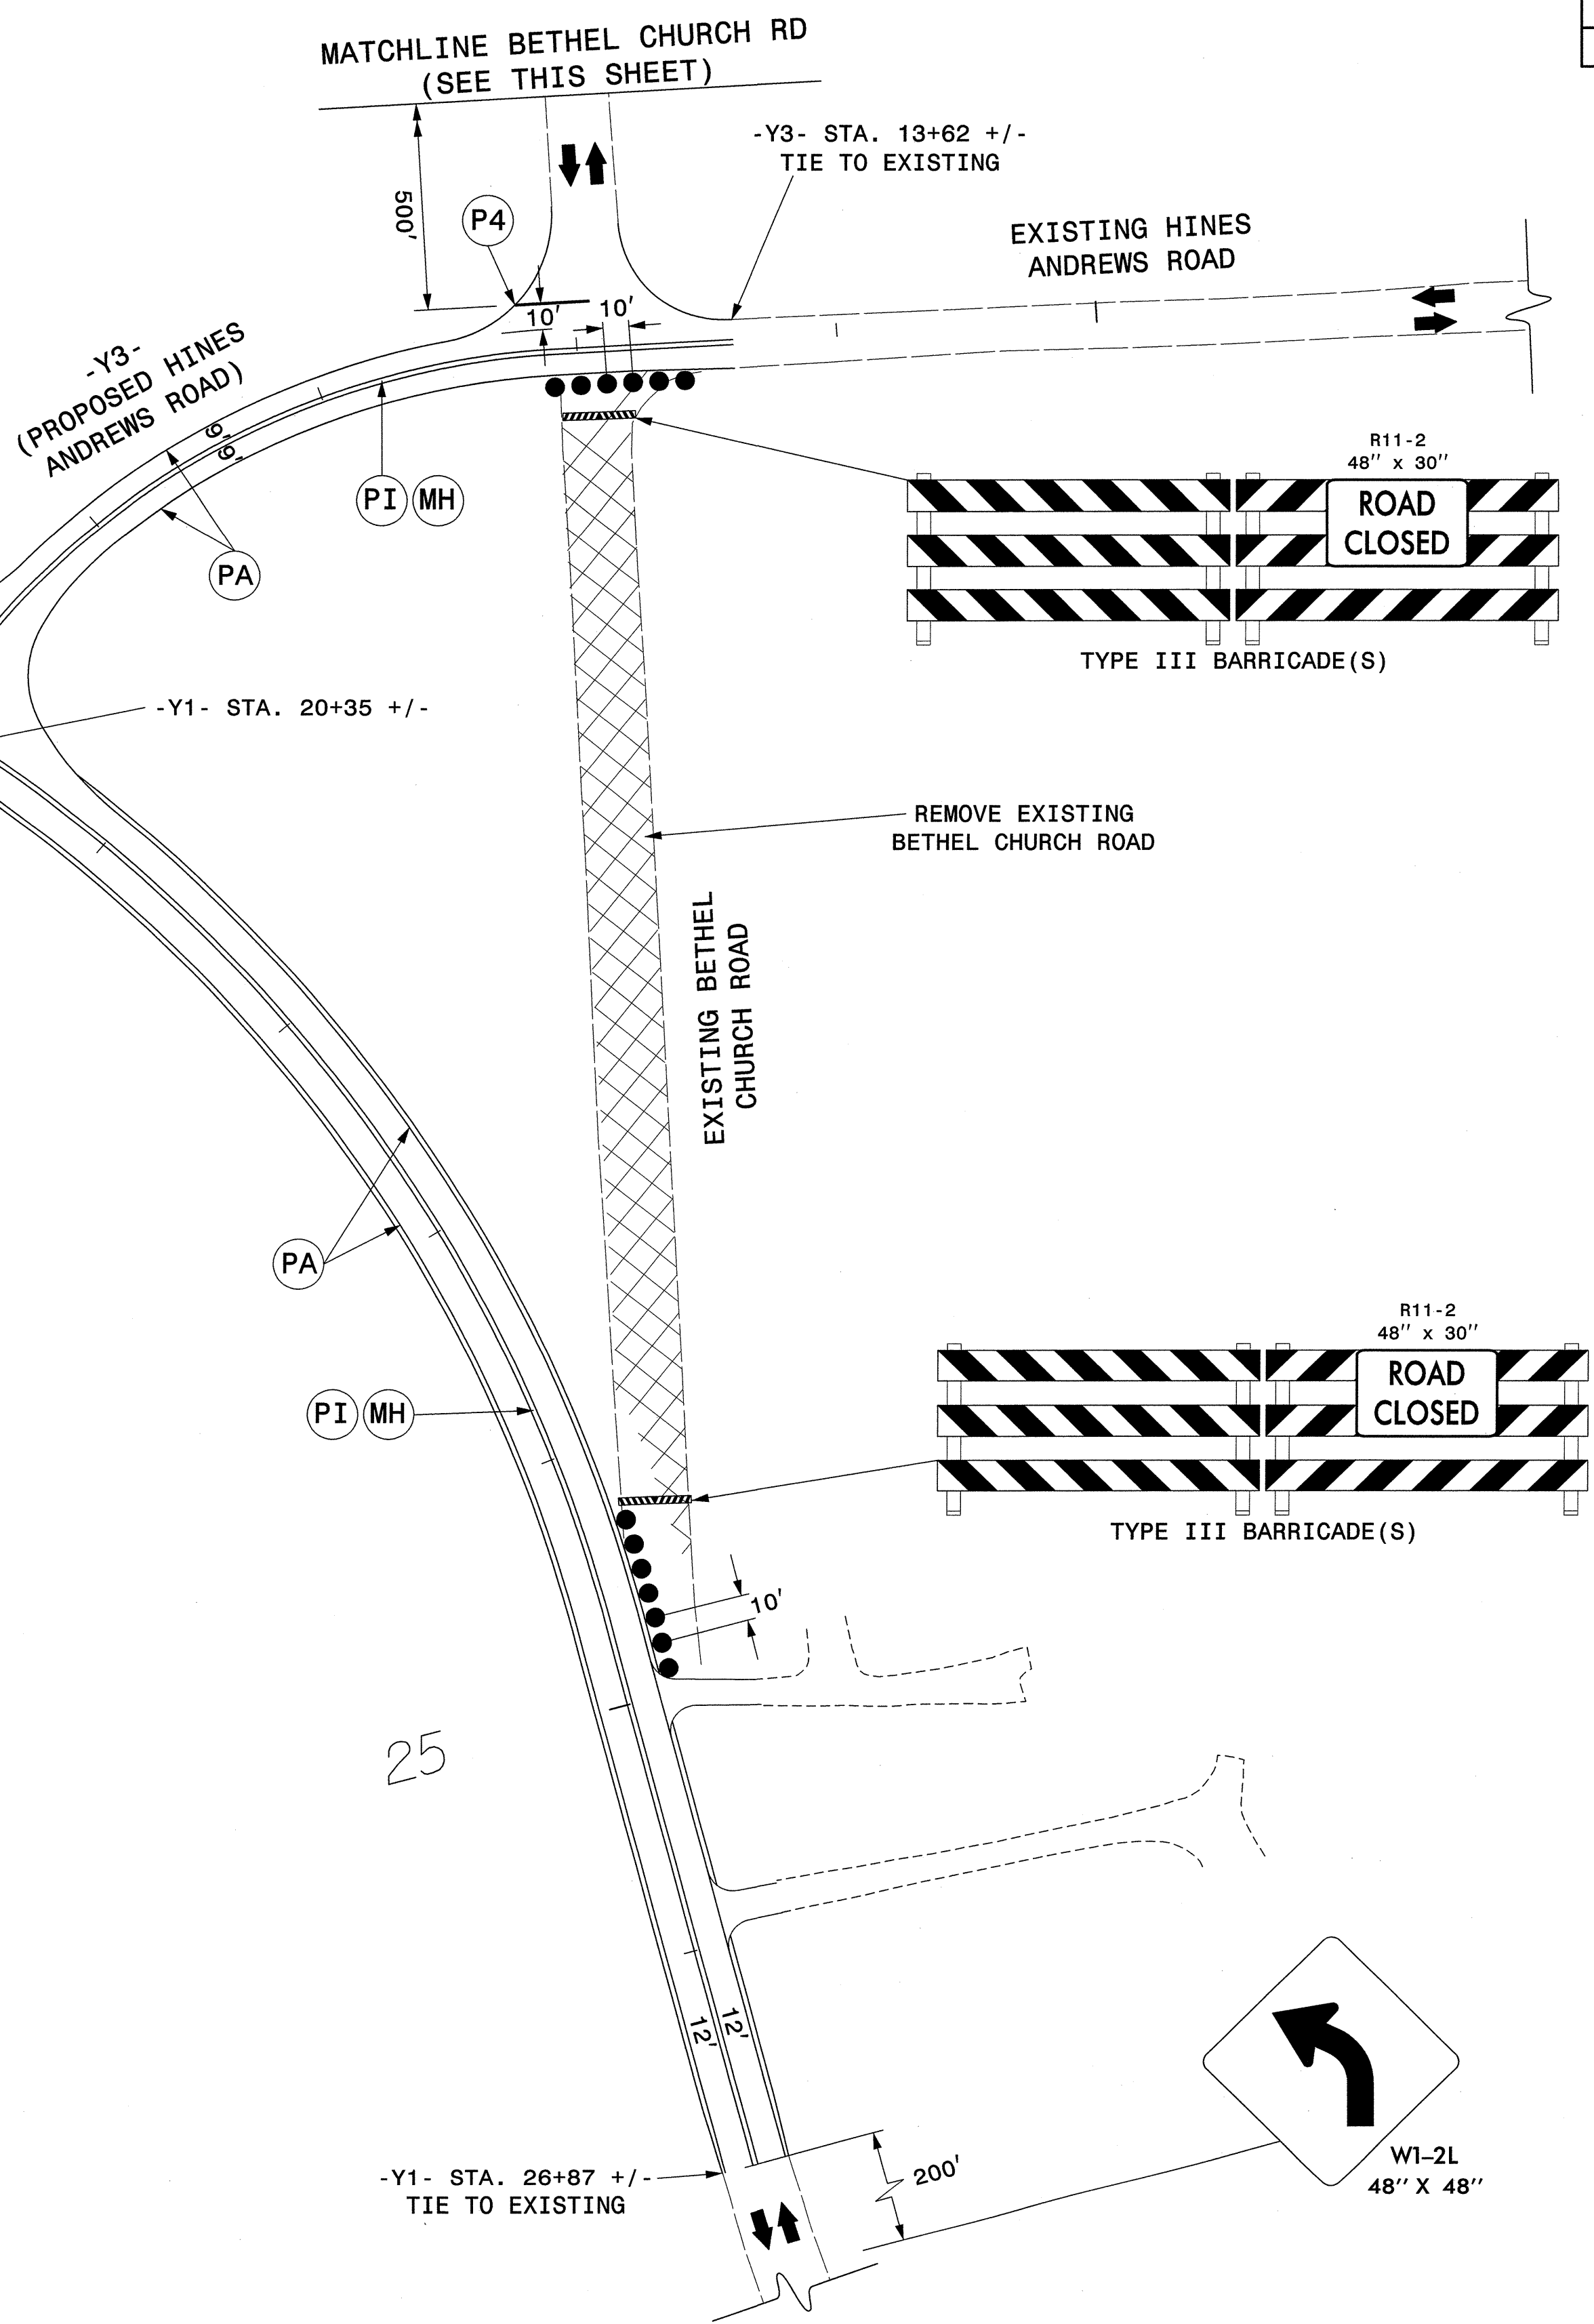 MATCHLINE BETHEL CHURCH RD
(SEE THIS SHEET)
-Y3- STA. 13+62 +/-
TIE TO EXISTING
500'
P4
EXISTING HINES
ANDREWS ROAD
10'
10'
-Y3-
(PROPOSED HINES
ANDREWS ROAD)
9'
9'
PI
MH
PA
R11-2
48" x 30"
ROAD
CLOSED
TYPE III BARRICADE(S)
-Y1- STA. 20+35 +/-
REMOVE EXISTING
BETHEL CHURCH ROAD
EXISTING BETHEL
CHURCH ROAD
PA
R11-2
48" x 30"
ROAD
CLOSED
TYPE III BARRICADE(S)
PI
MH
10'
25
12'
12'
-Y1- STA. 26+87 +/-
TIE TO EXISTING
200'
W1-2L
48" X 48"